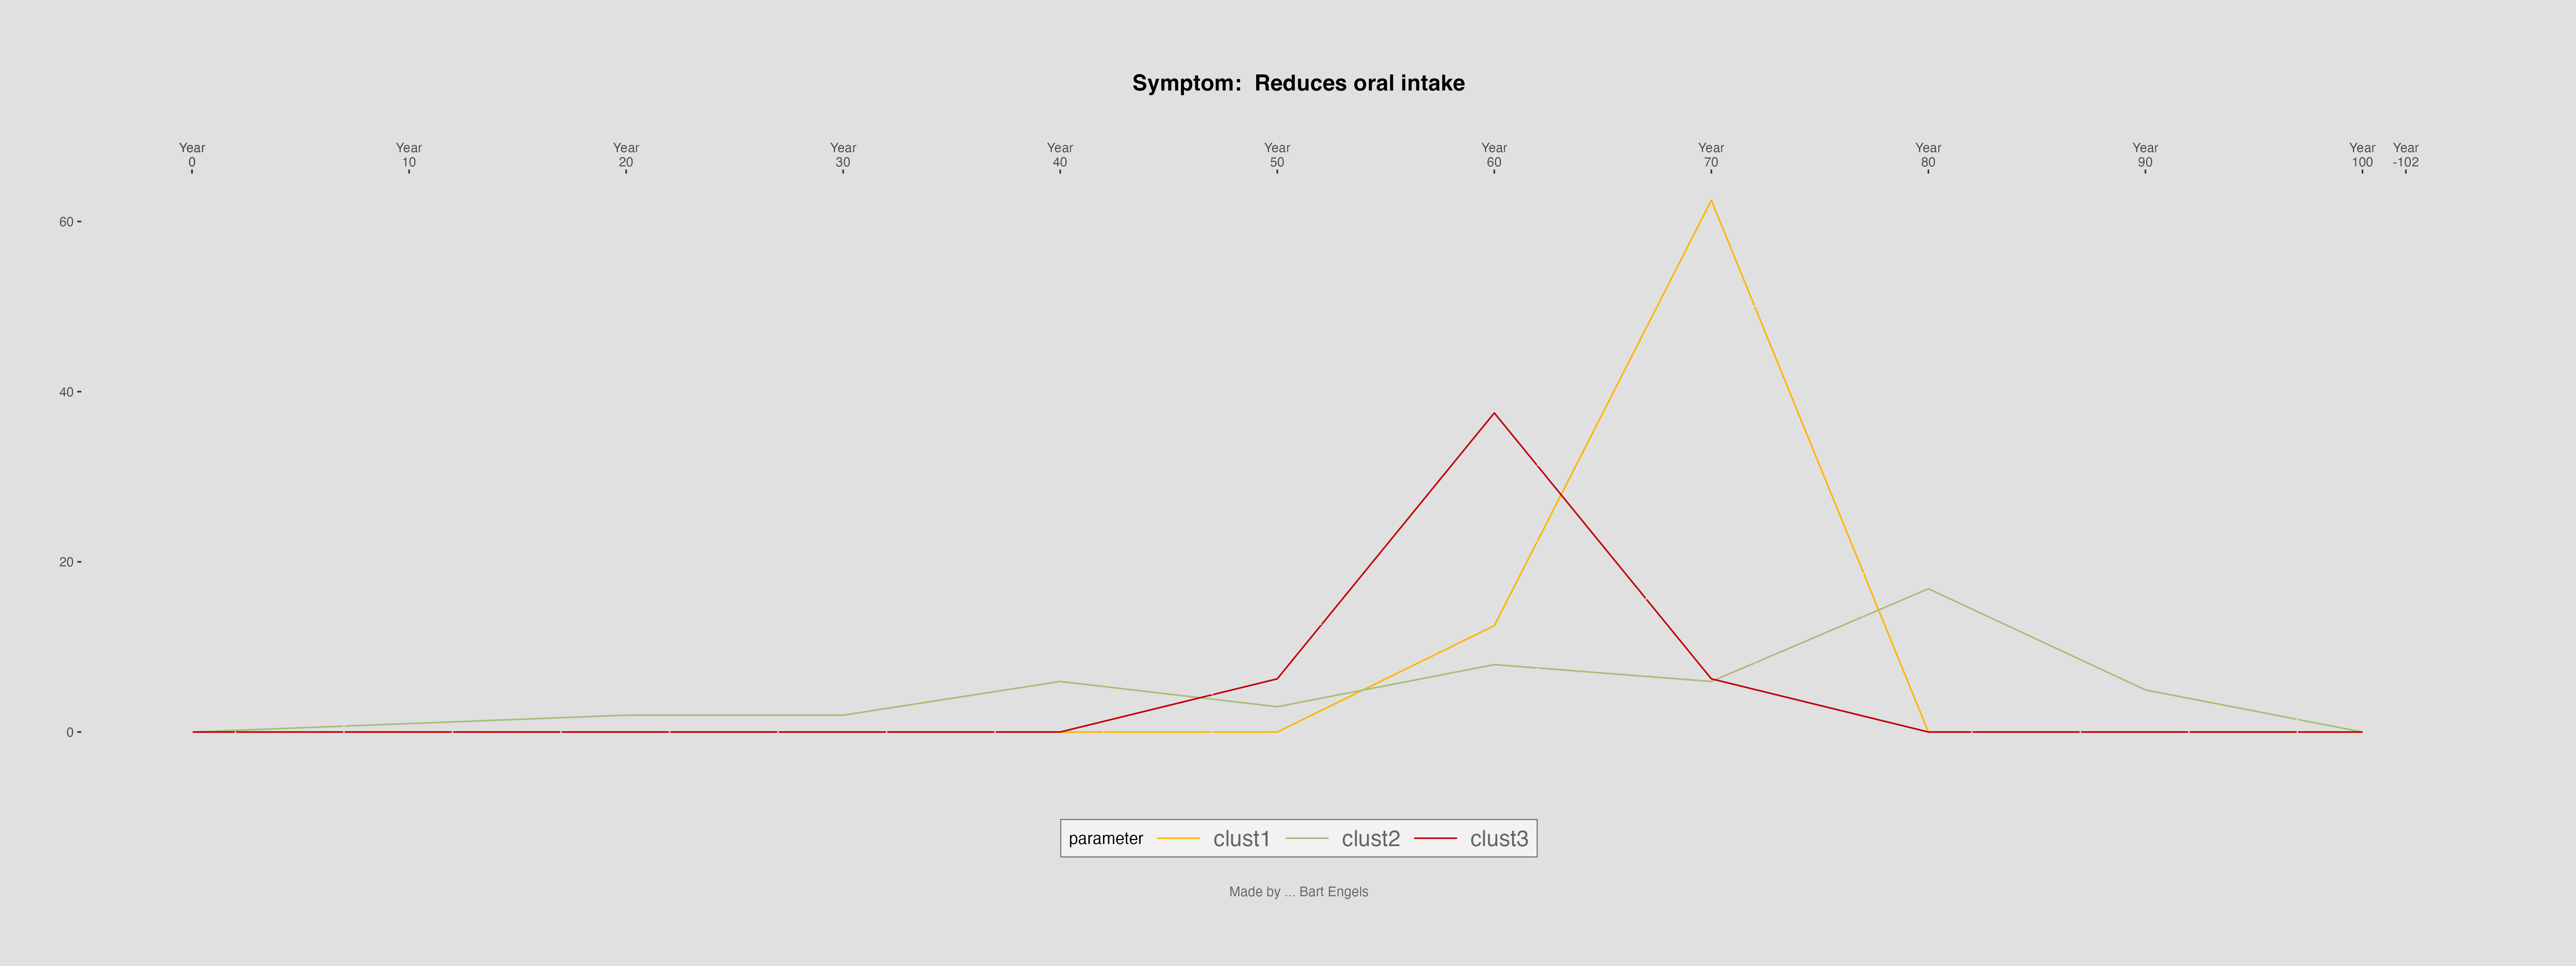 Symptom:  Reduces oral intake
Year Year Year Year Year Year Year Year Year Year Year Year
0 10 20 30 40 50 60 70 80 90 100 -102
60
40
20
0
parameter clust1 clust2 clust3
Made by ... Bart Engels